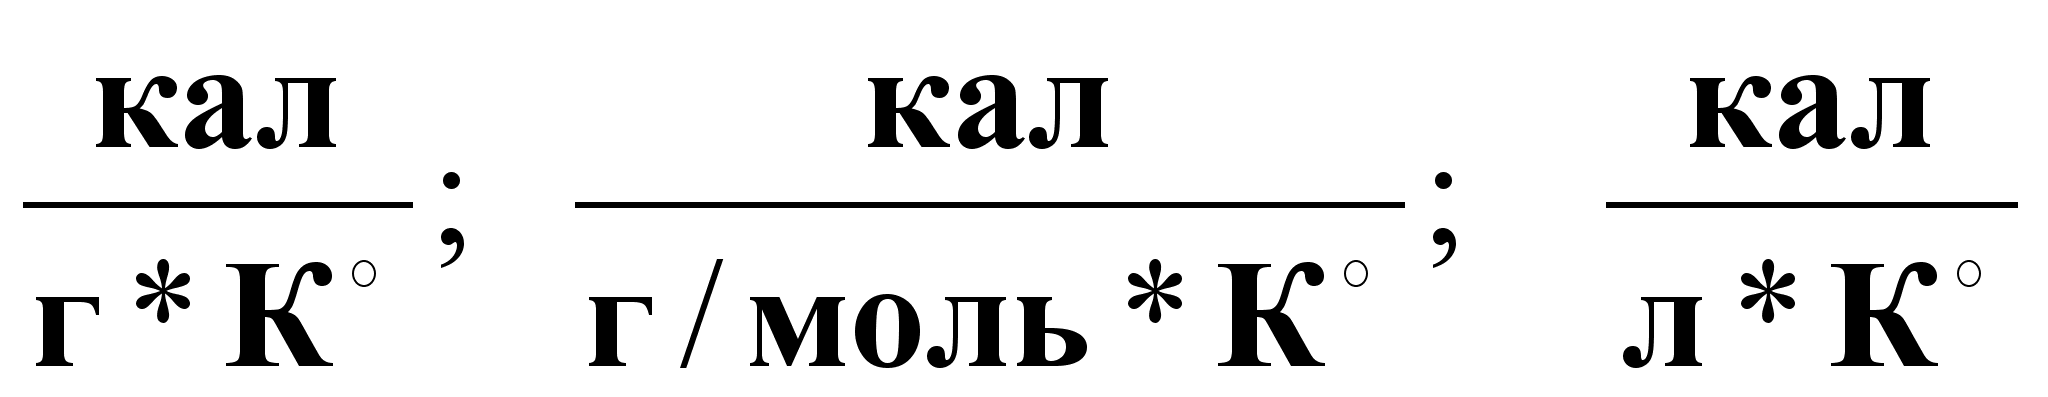 кал ; кал ; кал
г * К° г / моль * К° л * К°